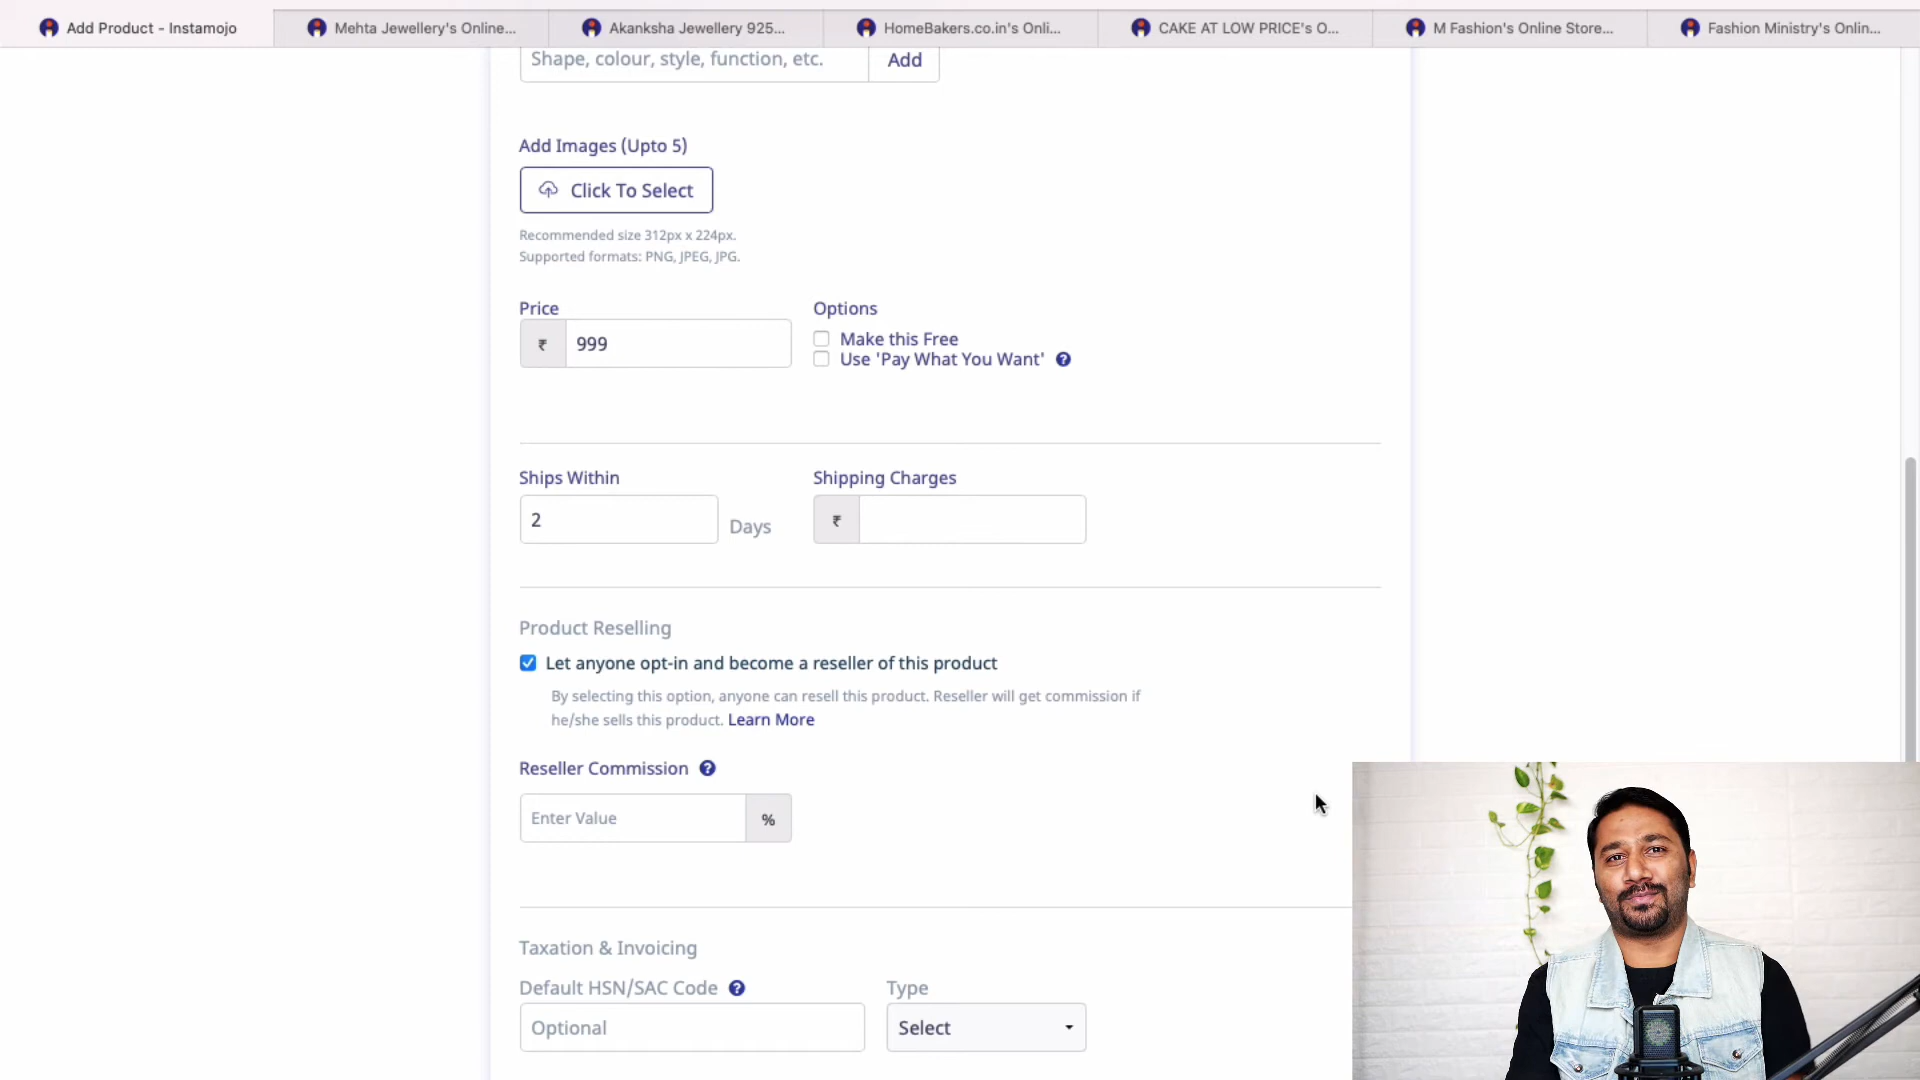 Add Product - Instamojo
Mehta Jewellery's Online...
Akanksha Jewellery 925...
HomeBakers.co.in's Onli...
CAKE AT LOW PRICE's O...
M Fashion's Online Store...
Fashion Ministry's Onlin...
Shape, colour, style, function, etc.
Add
Add Images (Upto 5)
Click To Select
Recommended size 312px x 224px.
Supported formats: PNG, JPEG, JPG.
Price
Options
₹ 999
Make this Free
Use 'Pay What You Want' ?
Ships Within
Shipping Charges
2 Days
₹
Product Reselling
Let anyone opt-in and become a reseller of this product
By selecting this option, anyone can resell this product. Reseller will get commission if
he/she sells this product. Learn More
Reseller Commission ?
Enter Value %
Taxation & Invoicing
Default HSN/SAC Code ?
Type
Optional
Select